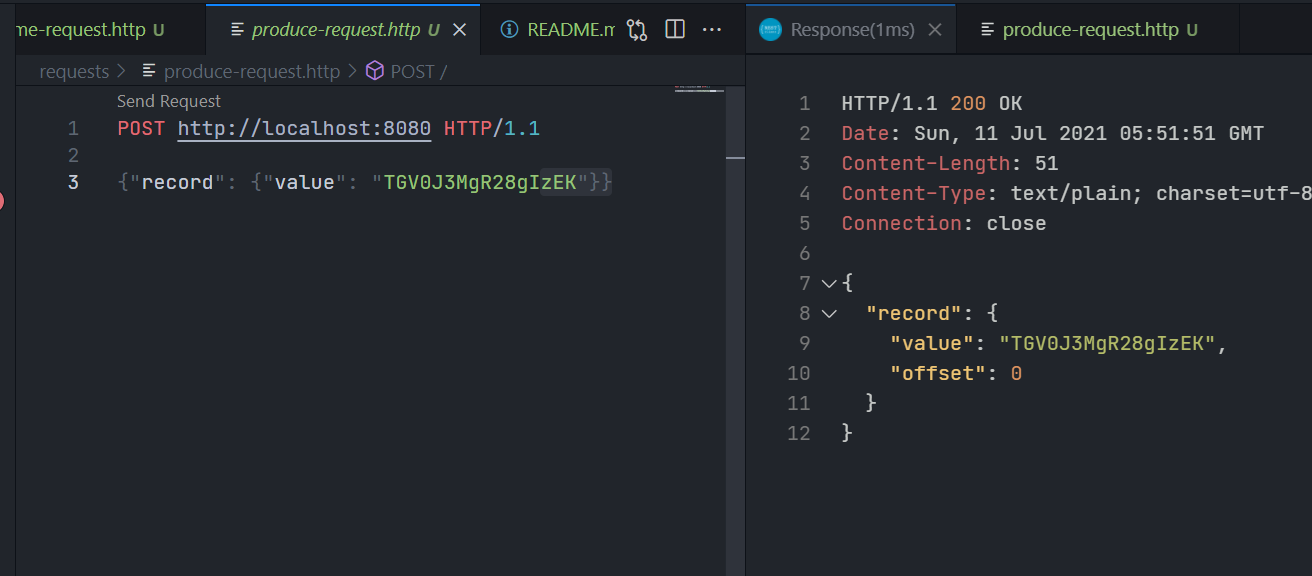 me-request.http U
produce-request.http U
README.m
Response(1ms)
produce-request.http U
requests > produce-request.http > POST /
Send Request
1 POST http://localhost:8080 HTTP/1.1
2
3 {"record": {"value": "TGV0J3MgR28gIzEK"}}
1 HTTP/1.1 200 OK
2 Date: Sun, 11 Jul 2021 05:51:51 GMT
3 Content-Length: 51
4 Content-Type: text/plain; charset=utf-8
5 Connection: close
6
7 {
8 "record": {
9 "value": "TGV0J3MgR28gIzEK",
10 "offset": 0
11 }
12 }